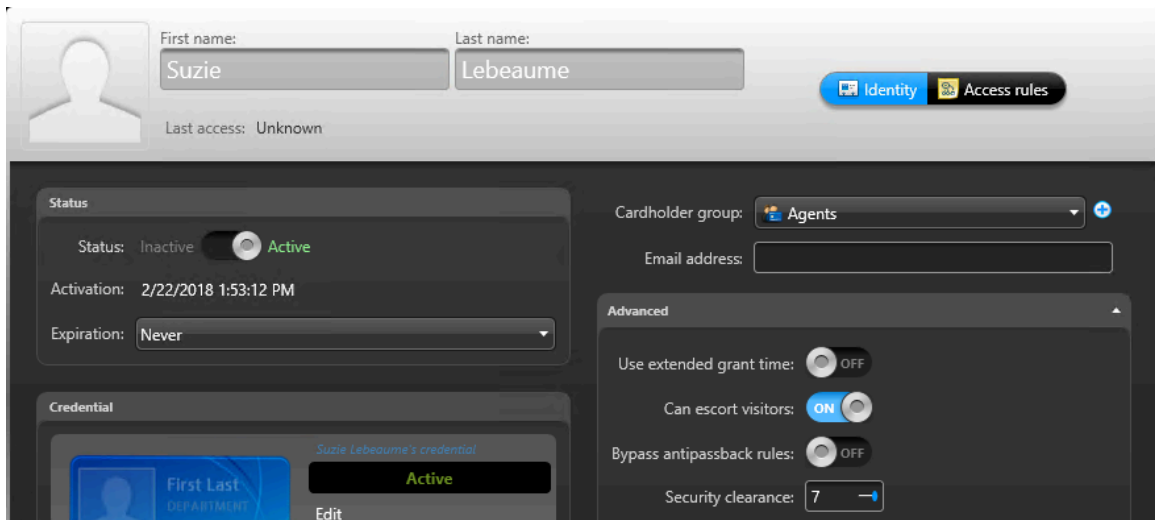 First name:
Last name:
Suzie
Lebeaume
Identity
Access rules
Last access: Unknown
Status
Status: Inactive Active
Activation: 2/22/2018 1:53:12 PM
Expiration: Never
Credential
Suzie Lebeaume's credential
Active
First Last
DEPARTMENT
Edit
Cardholder group: Agents
Email address:
Advanced
Use extended grant time: OFF
Can escort visitors: ON
Bypass antipassback rules: OFF
Security clearance: 7